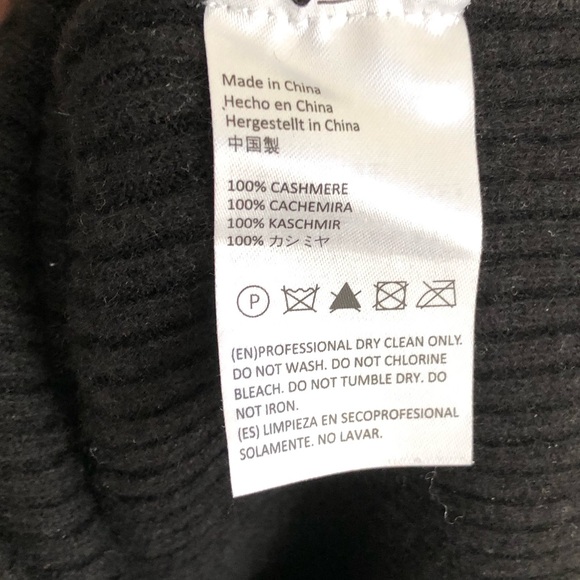 Made in China
Hecho en China
Hergestellt in China
中国製
100% CASHMERE
100% CACHEMIRA
100% KASCHMIR
100% カシミヤ
P
(EN)PROFESSIONAL DRY CLEAN ONLY.
DO NOT WASH. DO NOT CHLORINE
BLEACH. DO NOT TUMBLE DRY. DO
NOT IRON.
(ES) LIMPIEZA EN SECOPROFESIONAL
SOLAMENTE. NO LAVAR.